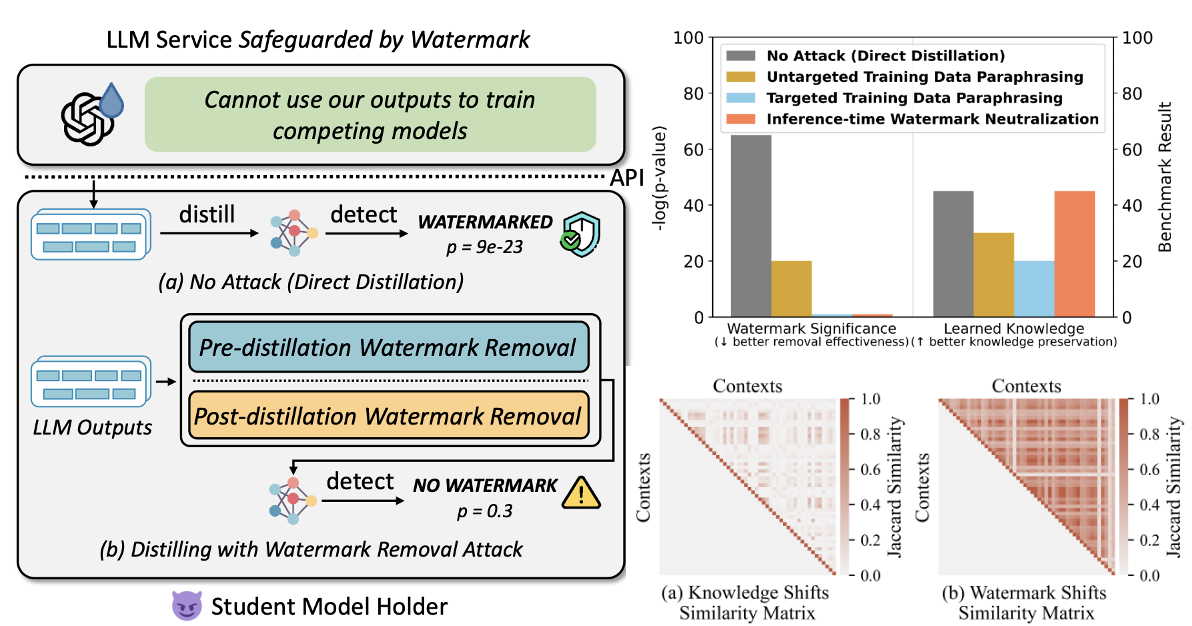 LLM Service Safeguarded by Watermark
Cannot use our outputs to train
competing models
API
distill
detect
WATERMARKED
p = 9e-23
(a) No Attack (Direct Distillation)
Pre-distillation Watermark Removal
Post-distillation Watermark Removal
LLM Outputs
detect
NO WATERMARK
p = 0.3
(b) Distilling with Watermark Removal Attack
Student Model Holder
100
80
60
40
20
0
-log(p-value)
No Attack (Direct Distillation)
Untargeted Training Data Paraphrasing
Targeted Training Data Paraphrasing
Inference-time Watermark Neutralization
100
80
60
40
20
0
Benchmark Result
Watermark Significance
(↓ better removal effectiveness)
Learned Knowledge
(↑ better knowledge preservation)
Contexts
Contexts
1.0
0.8
0.6
0.4
0.2
0.0
Jaccard Similarity
(a) Knowledge Shifts
Similarity Matrix
Contexts
Contexts
1.0
0.8
0.6
0.4
0.2
0.0
Jaccard Similarity
(b) Watermark Shifts
Similarity Matrix